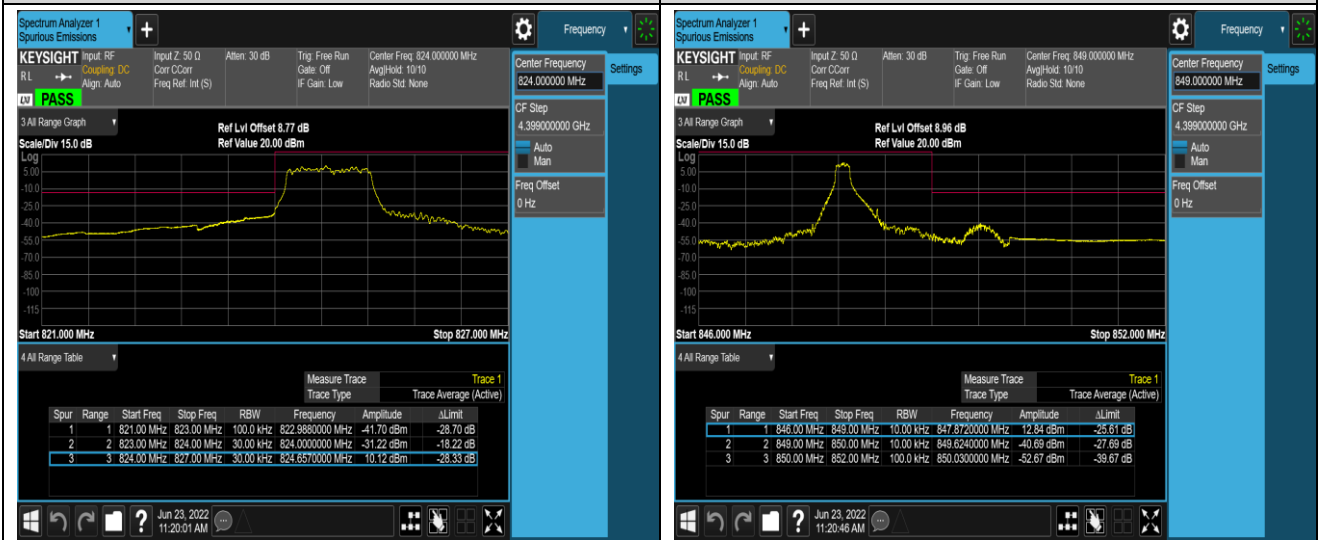 Spectrum Analyzer 1
Spurious Emissions
+
Frequency
KEYSIGHT Input: RF Input Z: 50 Ω Atten: 30 dB Trig: Free Run Center Freq: 824.000000 MHz
R L Coupling: DC Corr CCorr Gate: Off Avg|Hold: 10/10
Align: Auto Freq Ref: Int (S) IF Gain: Low Radio Std: None
LXI PASS
Center Frequency
824.000000 MHz
Settings
CF Step
4.399000000 GHz
Auto
Man
Freq Offset
0 Hz
3 All Range Graph
Ref Lvl Offset 8.77 dB
Scale/Div 15.0 dB Ref Value 20.00 dBm
Log
5.00
-10.0
-25.0
-40.0
-55.0
-70.0
-85.0
-100
-115
Start 821.000 MHz Stop 827.000 MHz
4 All Range Table
Measure Trace Trace 1
Trace Type Trace Average (Active)
Spur Range Start Freq Stop Freq RBW Frequency Amplitude ΔLimit
1 1 821.00 MHz 823.00 MHz 100.0 kHz 822.9880000 MHz -41.70 dBm -28.70 dB
2 2 823.00 MHz 824.00 MHz 30.00 kHz 824.0000000 MHz -31.22 dBm -18.22 dB
3 3 824.00 MHz 827.00 MHz 30.00 kHz 824.6570000 MHz 10.12 dBm -28.33 dB
?
Jun 23, 2022
11:20:01 AM
Spectrum Analyzer 1
Spurious Emissions
+
Frequency
KEYSIGHT Input: RF Input Z: 50 Ω Atten: 30 dB Trig: Free Run Center Freq: 849.000000 MHz
R L Coupling: DC Corr CCorr Gate: Off Avg|Hold: 10/10
Align: Auto Freq Ref: Int (S) IF Gain: Low Radio Std: None
LXI PASS
Center Frequency
849.000000 MHz
Settings
CF Step
4.399000000 GHz
Auto
Man
Freq Offset
0 Hz
3 All Range Graph
Ref Lvl Offset 8.96 dB
Scale/Div 15.0 dB Ref Value 20.00 dBm
Log
5.00
-10.0
-25.0
-40.0
-55.0
-70.0
-85.0
-100
-115
Start 846.000 MHz Stop 852.000 MHz
4 All Range Table
Measure Trace Trace 1
Trace Type Trace Average (Active)
Spur Range Start Freq Stop Freq RBW Frequency Amplitude ΔLimit
1 1 846.00 MHz 849.00 MHz 10.00 kHz 847.8720000 MHz 12.84 dBm -25.61 dB
2 2 849.00 MHz 850.00 MHz 10.00 kHz 849.6240000 MHz -40.69 dBm -27.69 dB
3 3 850.00 MHz 852.00 MHz 100.0 kHz 850.0300000 MHz -52.67 dBm -39.67 dB
?
Jun 23, 2022
11:20:46 AM